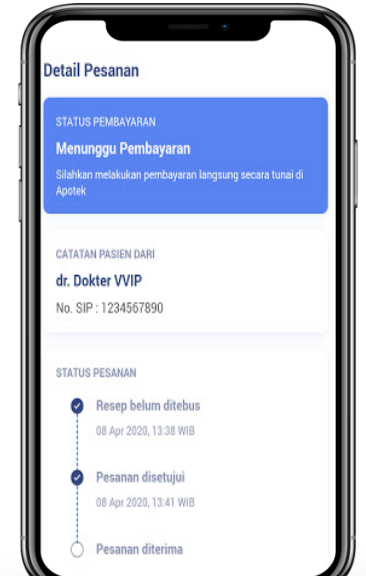 Detail Pesanan
STATUS PEMBAYARAN
Menunggu Pembayaran
Silahkan melakukan pembayaran langsung secara tunai di
Apotek
CATATAN PASIEN DARI
dr. Dokter VVIP
No. SIP : 1234567890
STATUS PESANAN
Resep belum ditebus
08 Apr 2020, 13:38 WIB
Pesanan disetujui
08 Apr 2020, 13:41 WIB
Pesanan diterima